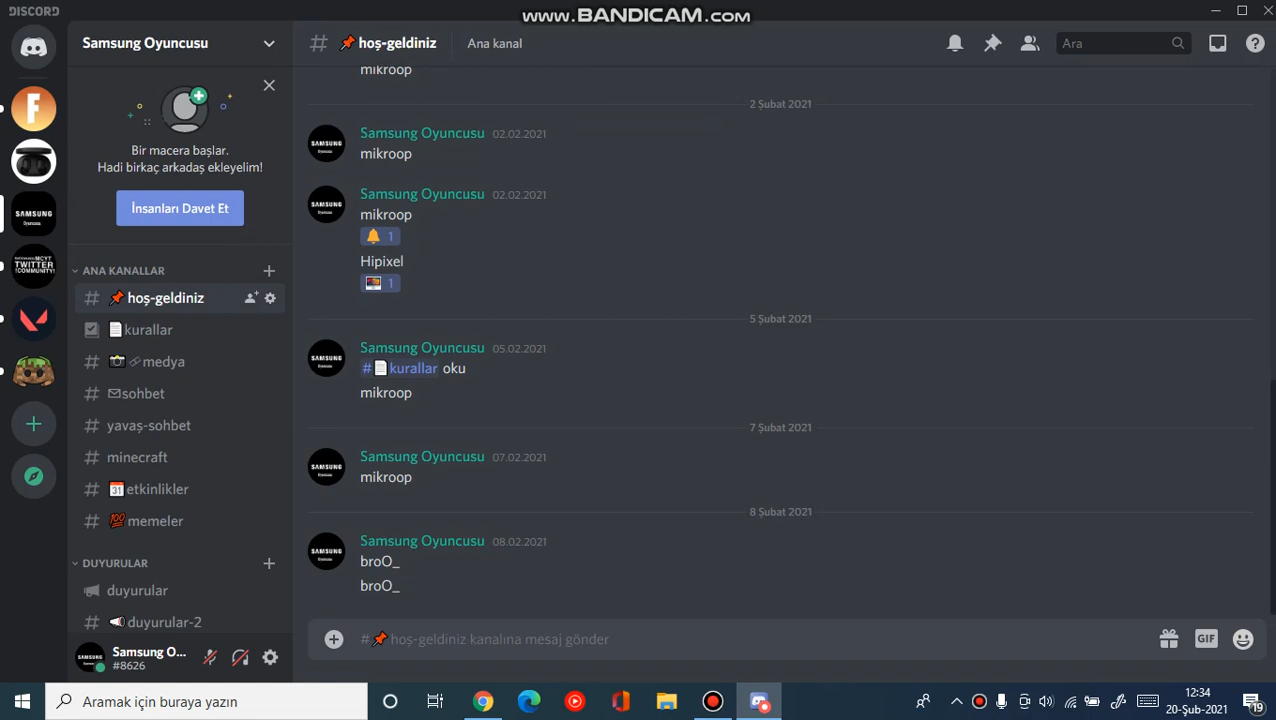 DISCORD
www.BANDICAM.com
Samsung Oyuncusu
Bir macera başlar.
Hadi birkaç arkadaş ekleyelim!
İnsanları Davet Et
ANA KANALLAR
hoş-geldiniz
kurallar
medya
sohbet
yavaş-sohbet
minecraft
etkinlikler
memeler
DUYURULAR
duyurular
duyurular-2
Samsung O...
#8626
# hoş-geldiniz Ana kanal
Ara
mikroop
2 Şubat 2021
Samsung Oyuncusu 02.02.2021
mikroop
Samsung Oyuncusu 02.02.2021
mikroop
1
Hipixel
1
5 Şubat 2021
Samsung Oyuncusu 05.02.2021
#kurallar oku
mikroop
7 Şubat 2021
Samsung Oyuncusu 07.02.2021
mikroop
8 Şubat 2021
Samsung Oyuncusu 08.02.2021
broO_
broO_
# hoş-geldiniz kanalına mesaj gönder
GIF
Aramak için buraya yazın
12:34
20-Şub-2021
19